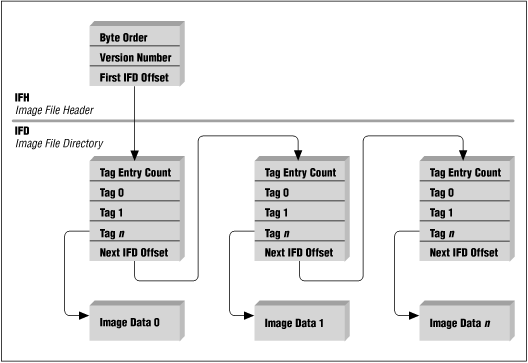 Byte Order
Version Number
First IFD Offset
IFH
Image File Header
IFD
Image File Directory
Tag Entry Count
Tag 0
Tag 1
Tag n
Next IFD Offset
Image Data 0
Tag Entry Count
Tag 0
Tag 1
Tag n
Next IFD Offset
Image Data 1
Tag Entry Count
Tag 0
Tag 1
Tag n
Next IFD Offset
Image Data n